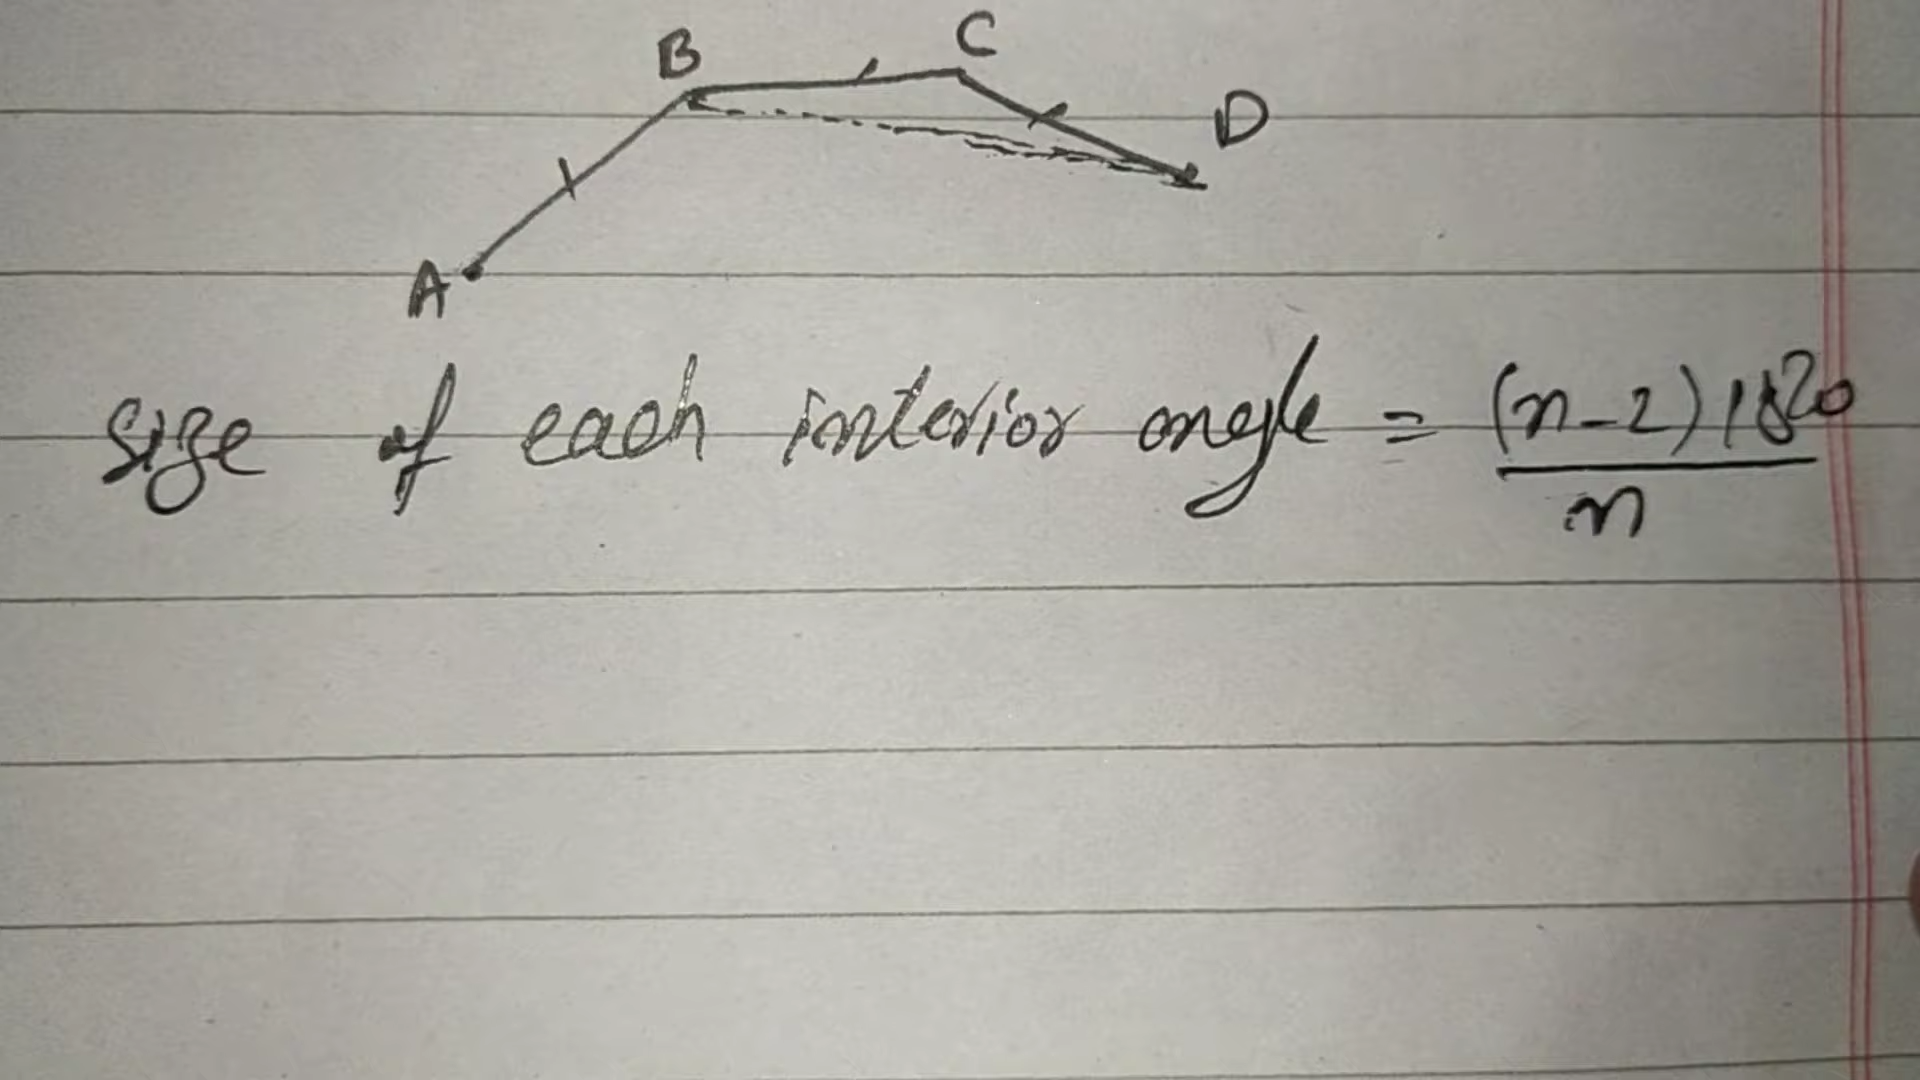 B C
D
A
Size of each interior angle = (n-2)180
n